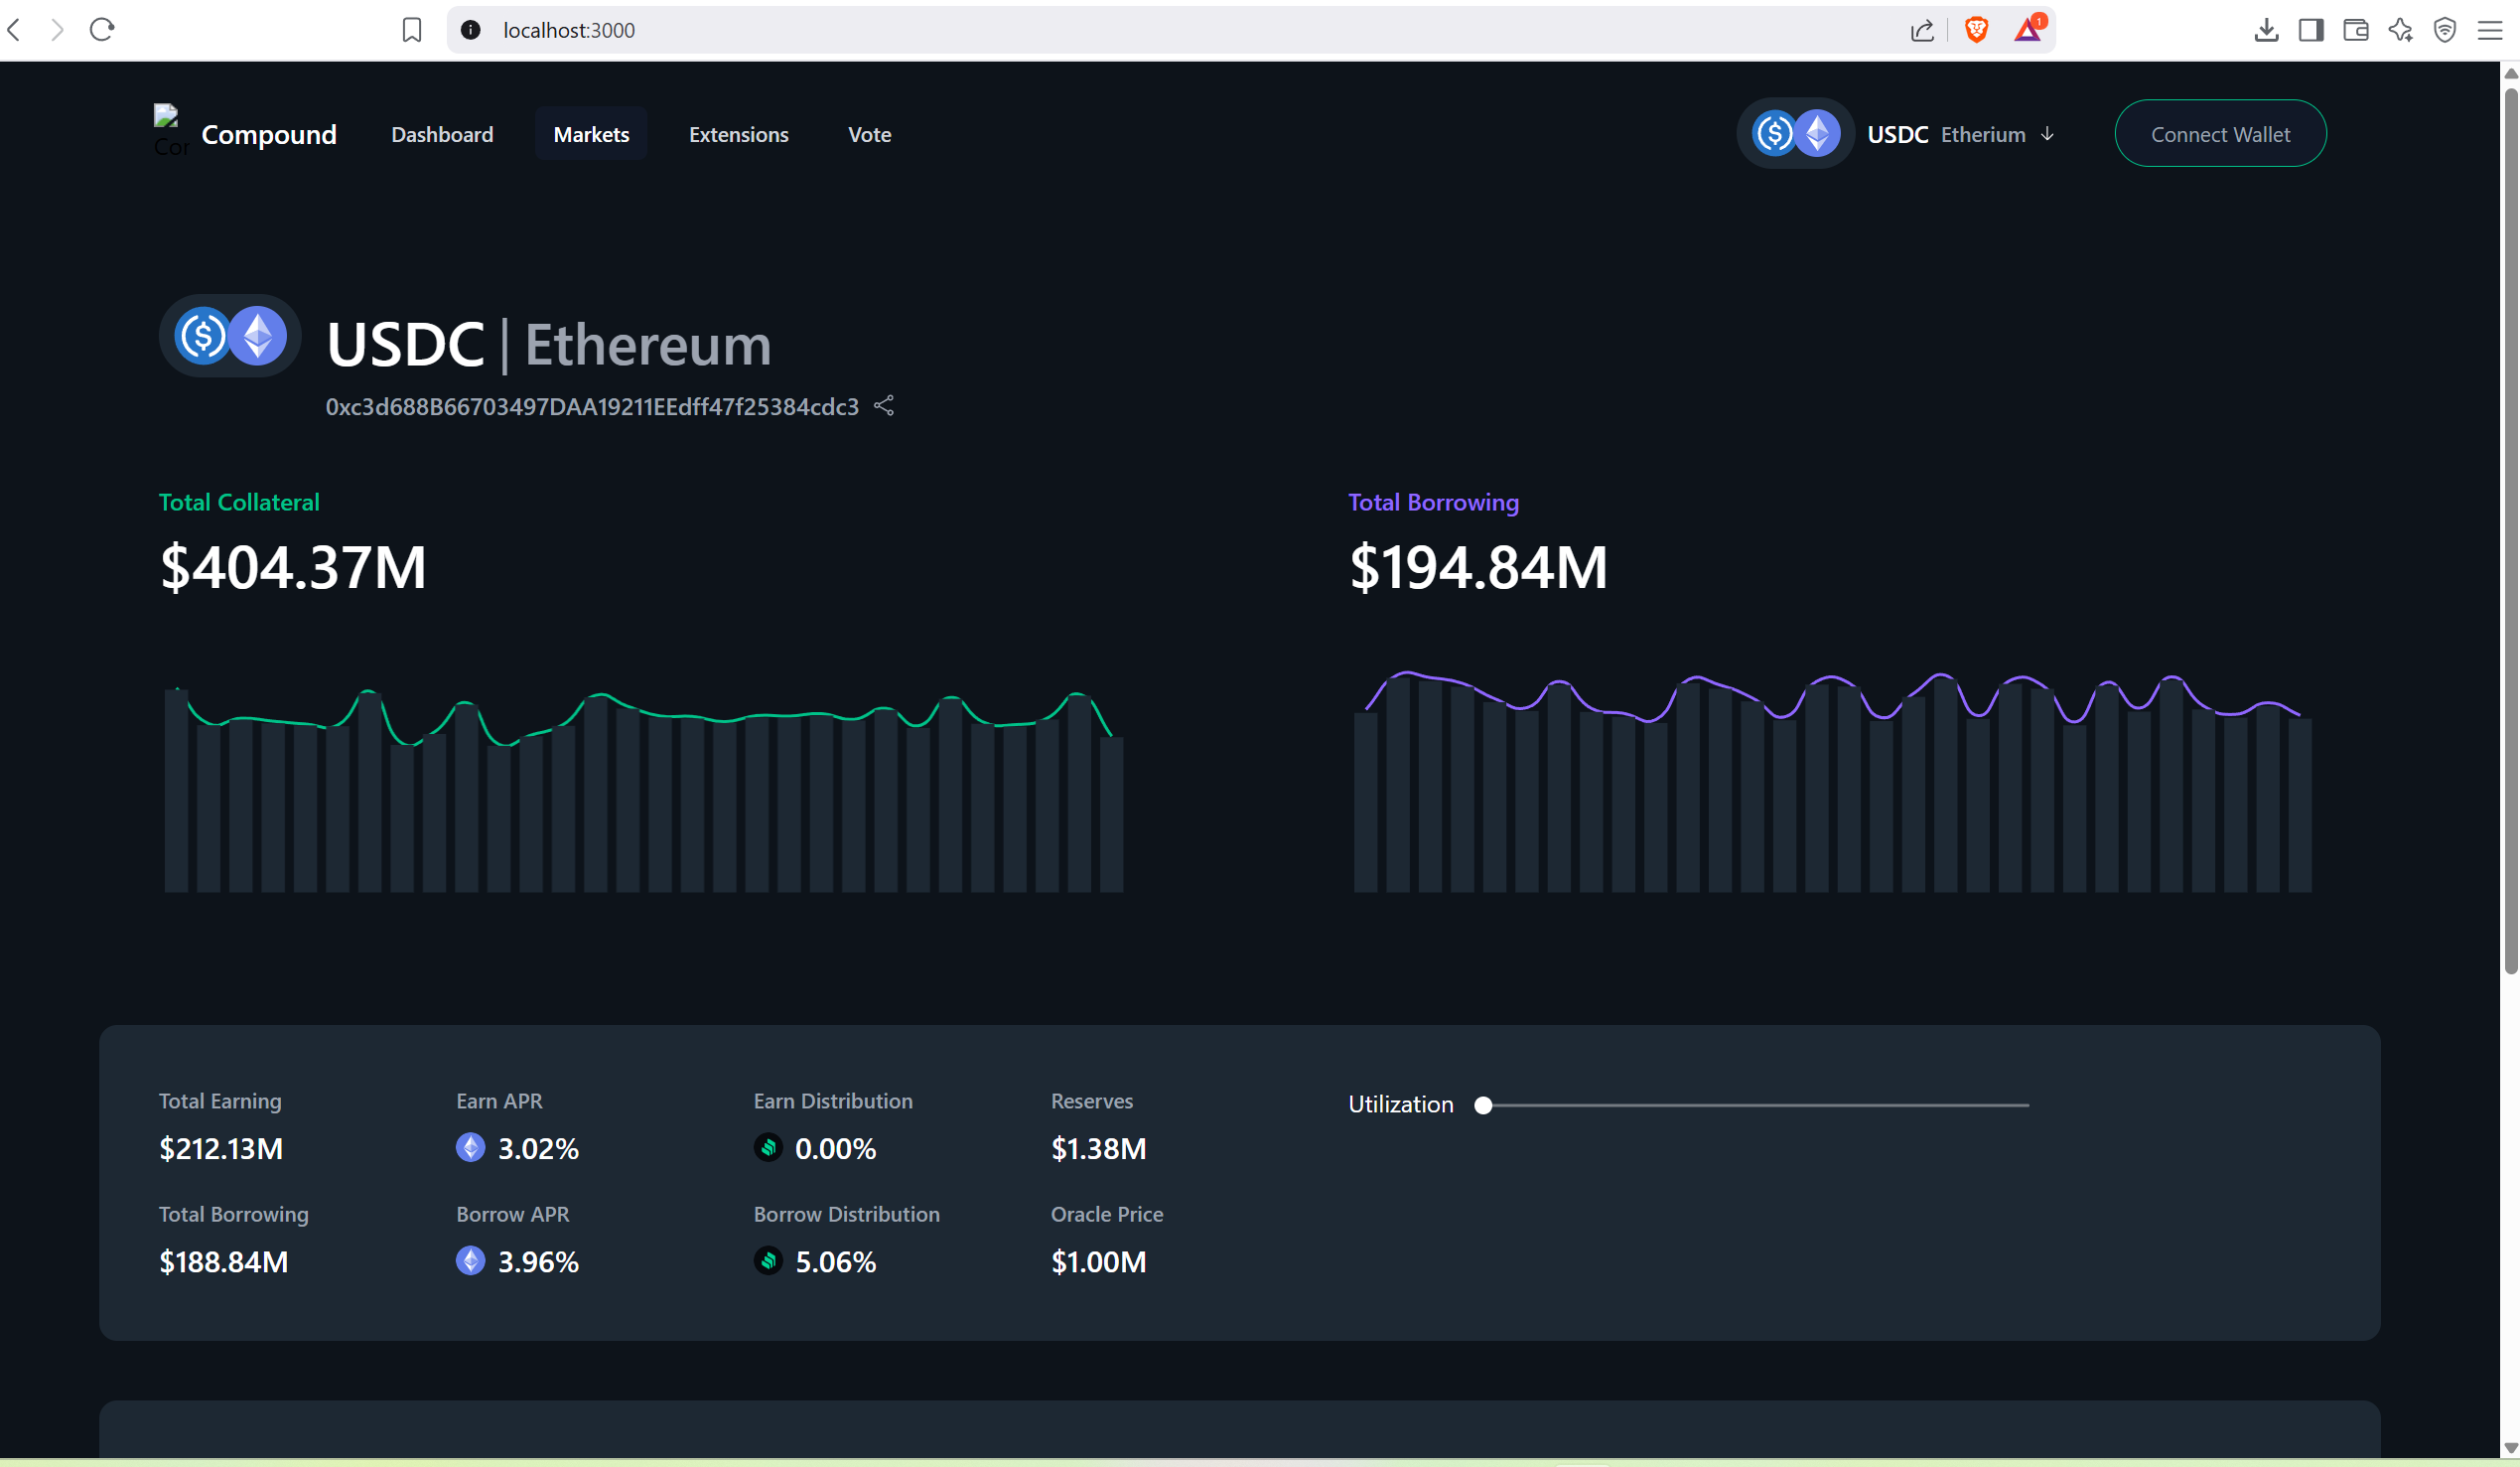 localhost:3000
1
Cor
Compound
Dashboard
Markets
Extensions
Vote
USDC Etherium
Connect Wallet
USDC | Ethereum
0xc3d688B66703497DAA19211EEdff47f25384cdc3
Total Collateral
$404.37M
Total Borrowing
$194.84M
Total Earning
$212.13M
Earn APR
3.02%
Earn Distribution
0.00%
Reserves
$1.38M
Utilization
Total Borrowing
$188.84M
Borrow APR
3.96%
Borrow Distribution
5.06%
Oracle Price
$1.00M